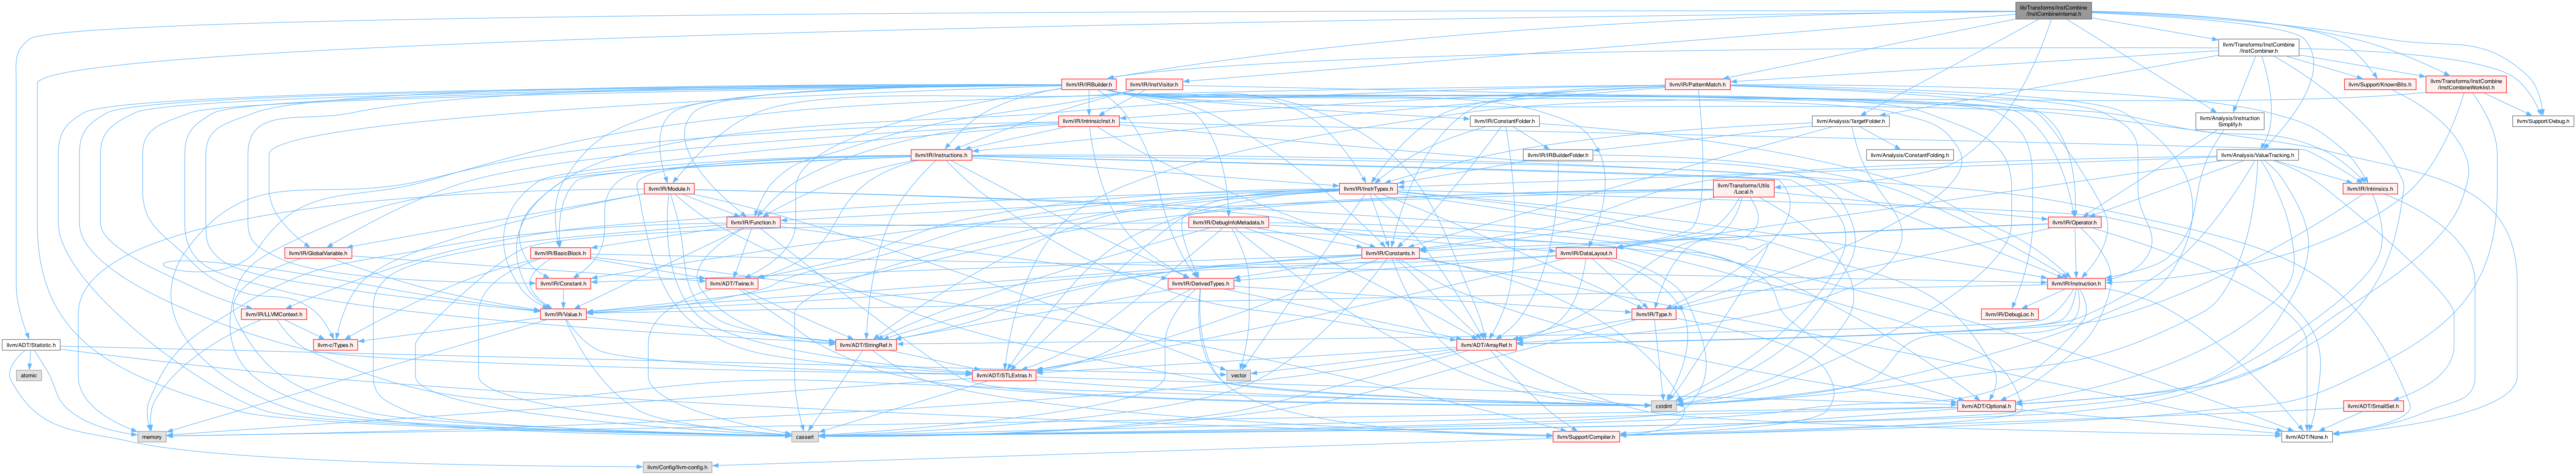 lib/Transforms/InstCombine
/InstCombineInternal.h
llvm/Transforms/InstCombine
/InstCombiner.h
llvm/IR/IRBuilder.h
llvm/IR/InstVisitor.h
llvm/IR/PatternMatch.h
llvm/Support/KnownBits.h
llvm/Transforms/InstCombine
/InstCombineWorklist.h
llvm/IR/IntrinsicInst.h
llvm/IR/ConstantFolder.h
llvm/Analysis/TargetFolder.h
llvm/Analysis/Instruction
Simplify.h
llvm/Support/Debug.h
llvm/IR/Instructions.h
llvm/IR/IRBuilderFolder.h
llvm/Analysis/ConstantFolding.h
llvm/Analysis/ValueTracking.h
llvm/IR/Module.h
llvm/IR/InstrTypes.h
llvm/Transforms/Utils
/Local.h
llvm/IR/Intrinsics.h
llvm/IR/Function.h
llvm/IR/DebugInfoMetadata.h
llvm/IR/Operator.h
llvm/IR/GlobalVariable.h
llvm/IR/BasicBlock.h
llvm/IR/Constants.h
llvm/IR/DataLayout.h
llvm/IR/Constant.h
llvm/ADT/Twine.h
llvm/IR/DerivedTypes.h
llvm/IR/Instruction.h
llvm/IR/LLVMContext.h
llvm/IR/Value.h
llvm/IR/Type.h
llvm/IR/DebugLoc.h
llvm/ADT/Statistic.h
llvm-c/Types.h
llvm/ADT/StringRef.h
llvm/ADT/ArrayRef.h
atomic
llvm/ADT/STLExtras.h
vector
cstdint
llvm/ADT/Optional.h
llvm/ADT/SmallSet.h
memory
cassert
llvm/Support/Compiler.h
llvm/ADT/None.h
llvm/Config/llvm-config.h